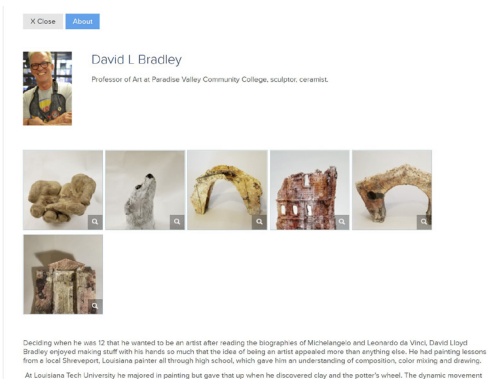 X Close
About
David L Bradley
Professor of Art at Paradise Valley Community College, sculptor, ceramist.
Deciding when he was 12 that he wanted to be an artist after reading the biographies of Michelangelo and Leonardo da Vinci, David Lloyd
Bradley enjoyed making stuff with his hands so much that the idea of being an artist appealed more than anything else. He had painting lessons
from a local Shreveport, Louisiana painter all through high school, which gave him an understanding of composition, color mixing and drawing.
At Louisiana Tech University he majored in painting but gave that up when he discovered clay and the potter's wheel. The dynamic movement